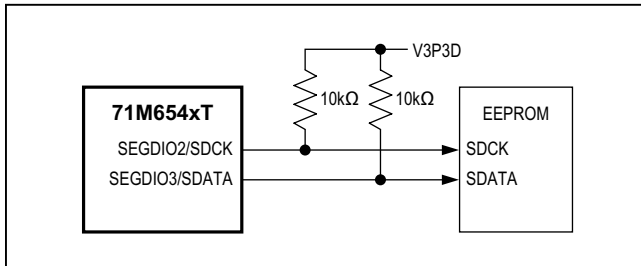 V3P3D
10kΩ 10kΩ
71M654xT
EEPROM
SEGDIO2/SDCK SDCK
SEGDIO3/SDATA SDATA